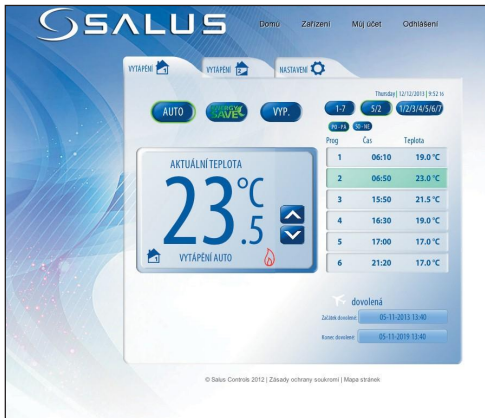 SALUS
Domů Zařízení Můj účet Odhlášení
VYTÁPĚNÍ 1 VYTÁPĚNÍ 2 NASTAVENÍ
Thursday | 12/12/2013 | 9:52
AUTO ENERGY SAVE VYP. 1-7 5/2 1/2/3/4/5/6/7
PO - PÁ SO - NE
Prog Čas Teplota
1 06:10 19.0 °C
2 06:50 23.0 °C
3 15:50 21.5 °C
4 16:30 19.0 °C
5 17:00 17.0 °C
6 21:20 17.0 °C
AKTUÁLNÍ TEPLOTA
23.5 °C
VYTÁPĚNÍ AUTO
dovolená
Začátek dovolené: 05-11-2013 13:40
Konec dovolené: 05-11-2019 13:40
© Salus Controls 2012 | Zásady ochrany soukromí | Mapa stránek